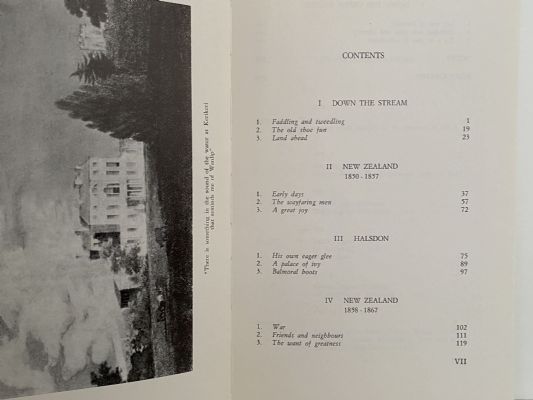 "There is something in the sound of the water at Kerikeri
that reminds me of Wenlip"
CONTENTS
I DOWN THE STREAM
1. Faddling and tweedling 1
2. The old shoe fun 19
3. Land ahead 23
II NEW ZEALAND
1850 - 1857
1. Early days 37
2. The wayfaring men 57
3. A great joy 72
III HALSDON
1. His own eager glee 75
2. A palace of ivy 89
3. Balmoral boots 97
IV NEW ZEALAND
1858 - 1862
1. War 102
2. Friends and neighbours 111
3. The want of greatness 119
VII